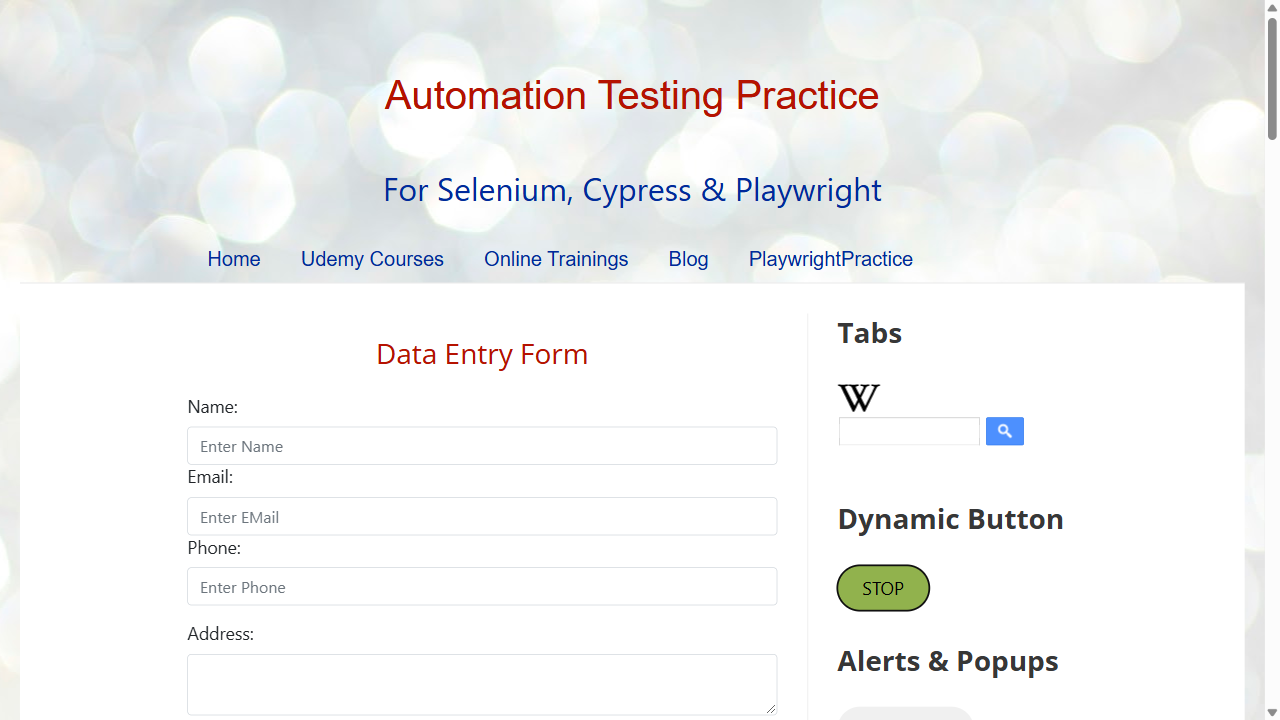 Automation Testing Practice
For Selenium, Cypress & Playwright
Home Udemy Courses Online Trainings Blog PlaywrightPractice
Data Entry Form
Name:
Enter Name
Email:
Enter EMail
Phone:
Enter Phone
Address:
Tabs
W
Dynamic Button
STOP
Alerts & Popups